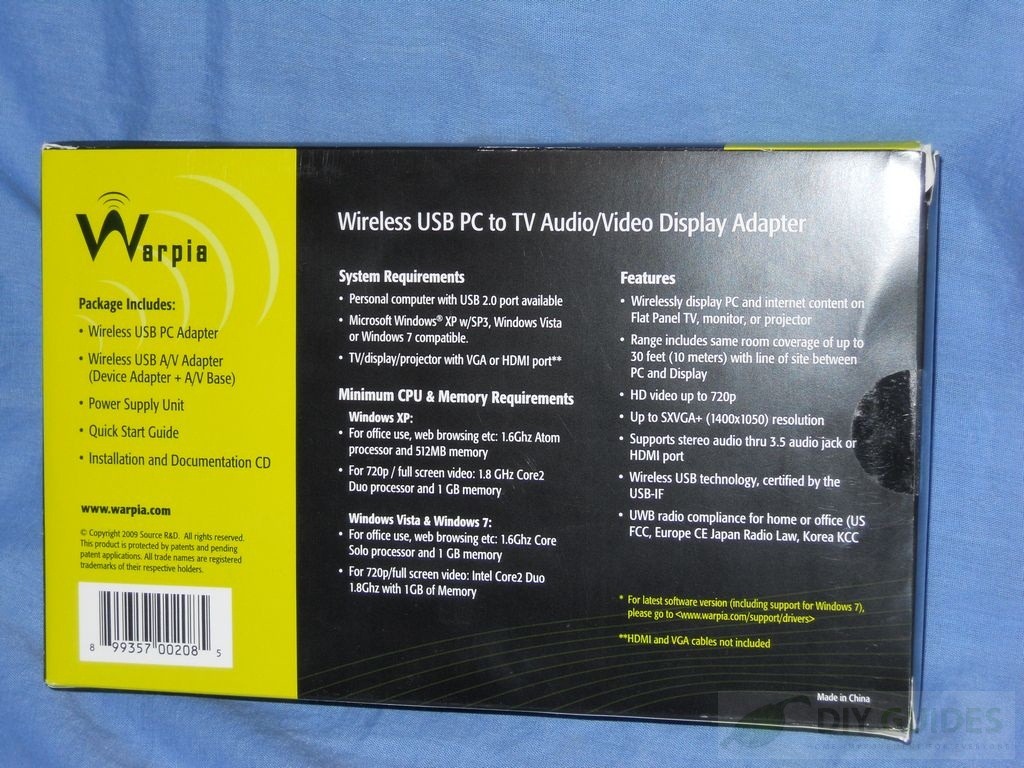 Warpia
Package Includes:
• Wireless USB PC Adapter
• Wireless USB A/V Adapter
(Device Adapter + A/V Base)
• Power Supply Unit
• Quick Start Guide
• Installation and Documentation CD
www.warpia.com
© Copyright 2009 Source R&D. All rights reserved.
This product is protected by patents and pending
patent applications. All trade names are registered
trademarks of their respective holders.
8 99357 00208 5
Wireless USB PC to TV Audio/Video Display Adapter
System Requirements
• Personal computer with USB 2.0 port available
• Microsoft Windows® XP w/SP3, Windows Vista
or Windows 7 compatible.
• TV/display/projector with VGA or HDMI port**
Minimum CPU & Memory Requirements
Windows XP:
• For office use, web browsing etc: 1.6Ghz Atom
processor and 512MB memory
• For 720p / full screen video: 1.8 GHz Core2
Duo processor and 1 GB memory
Windows Vista & Windows 7:
• For office use, web browsing etc: 1.6Ghz Core
Solo processor and 1 GB memory
• For 720p/full screen video: Intel Core2 Duo
1.8Ghz with 1GB of Memory
Features
• Wirelessly display PC and internet content on
Flat Panel TV, monitor, or projector
• Range includes same room coverage of up to
30 feet (10 meters) with line of site between
PC and Display
• HD video up to 720p
• Up to SXVGA+ (1400x1050) resolution
• Supports stereo audio thru 3.5 audio jack or
HDMI port
• Wireless USB technology, certified by the
USB-IF
• UWB radio compliance for home or office (US
FCC, Europe CE Japan Radio Law, Korea KCC
* For latest software version (including support for Windows 7),
please go to <www.warpia.com/support/drivers>
**HDMI and VGA cables not included
Made in China
DIY GUIDES